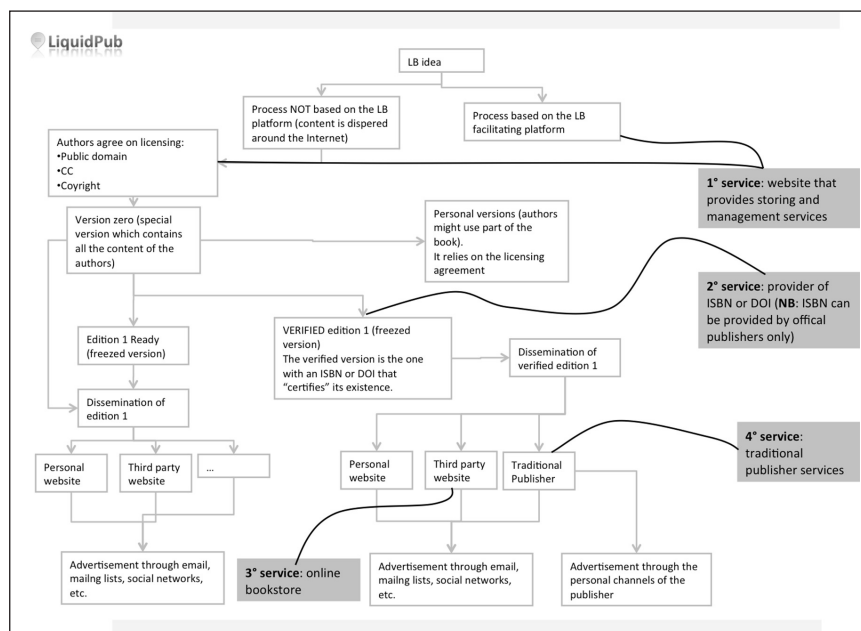 LiquidPub
LB idea
Process NOT based on the LB
platform (content is dispered
around the Internet)
Process based on the LB
facilitating platform
Authors agree on licensing:
•Public domain
•CC
•Coyright
1° service: website that
provides storing and
management services
Version zero (special
version which contains
all the content of the
authors)
Personal versions (authors
might use part of the
book).
It relies on the licensing
agreement
2° service: provider of
ISBN or DOI (NB: ISBN can
be provided by offical
publishers only)
Edition 1 Ready
(freezed version)
VERIFIED edition 1 (freezed
version)
The verified version is the one
with an ISBN or DOI that
"certifies" its existence.
Dissemination of
verified edition 1
Dissemination of
edition 1
4° service:
traditional
publisher services
Personal
website
Third party
website
...
Personal
website
Third party
website
Traditional
Publisher
Advertisement through email,
mailng lists, social networks,
etc.
3° service: online
bookstore
Advertisement through email,
mailng lists, social networks,
etc.
Advertisement through the
personal channels of the
publisher